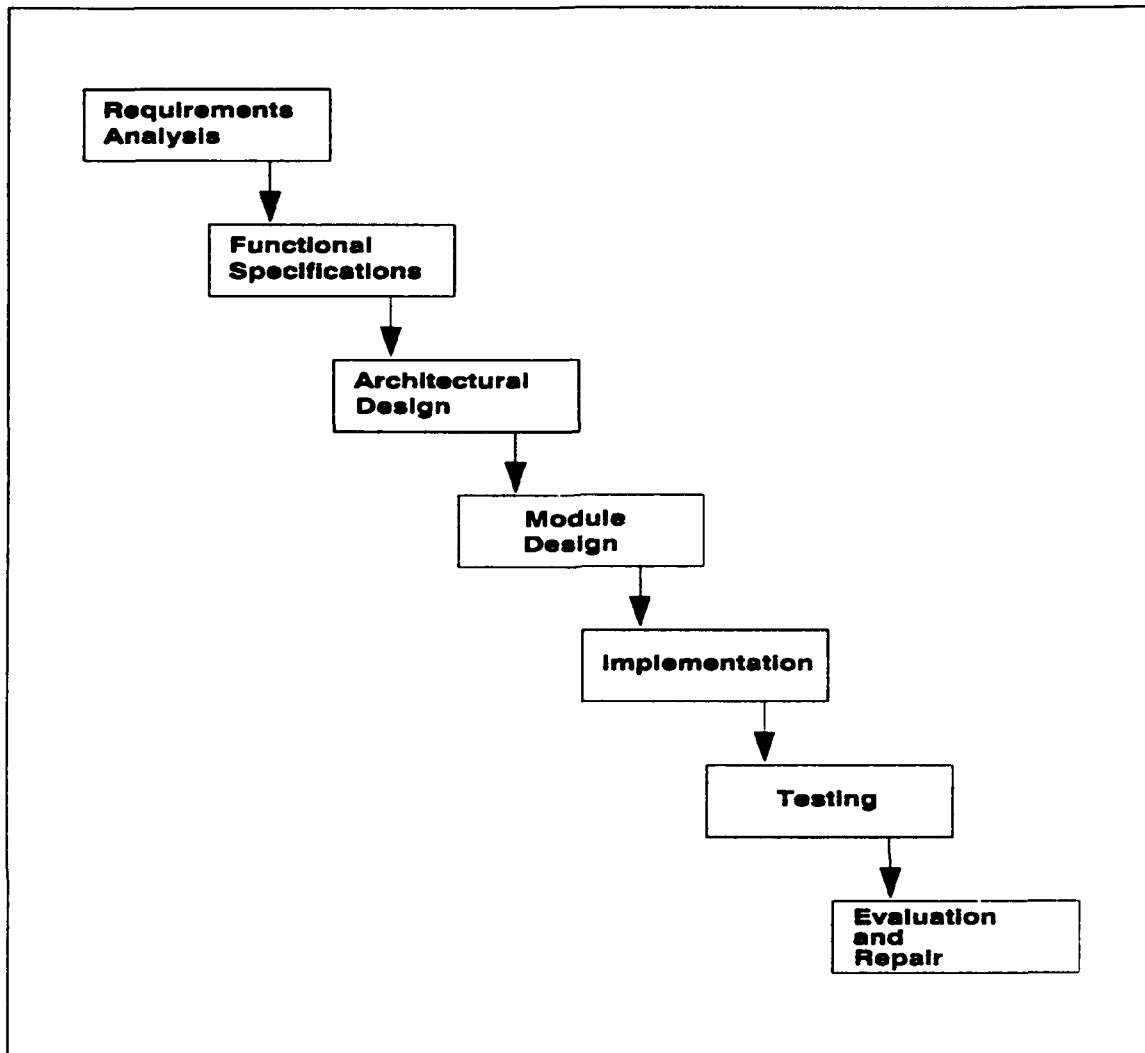 Requirements
Analysis
Functional
Specifications
Architectural
Design
Module
Design
Implementation
Testing
Evaluation
and
Repair